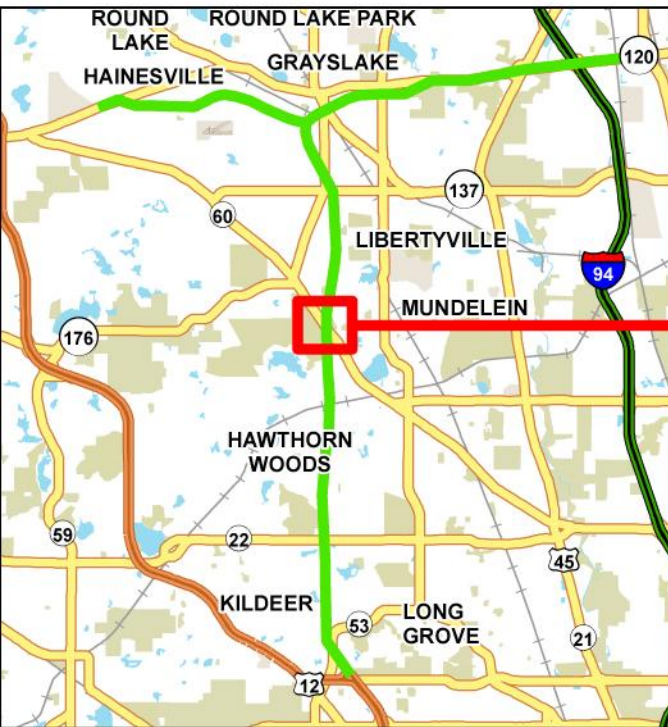 ROUND
LAKE
ROUND LAKE PARK
GRAYSLAKE
120
HAINESVILLE
137
60
LIBERTYVILLE
94
MUNDELEIN
176
HAWTHORN
WOODS
59
22
45
KILDEER
53
LONG
GROVE
21
12